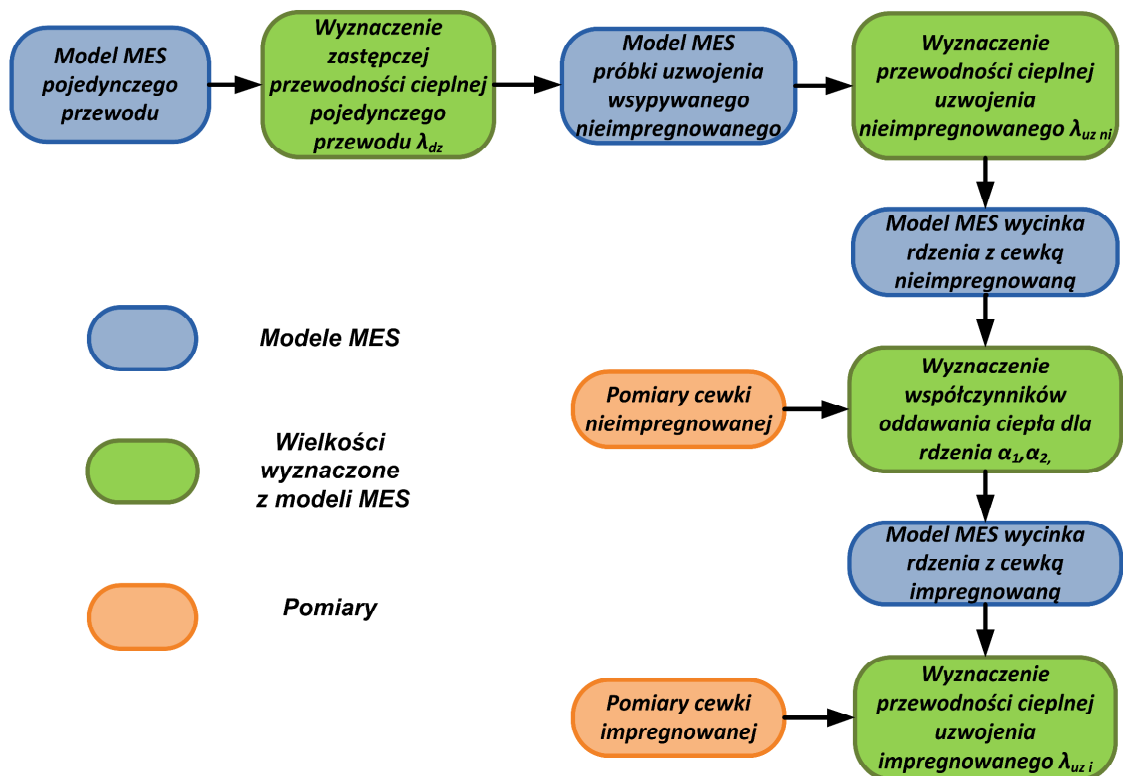 Model MES
pojedynczego
przewodu
Wyznaczenie
zastępczej
przewodności cieplnej
pojedynczego
przewodu λdz
Model MES
próbki uzwojenia
wsypywanego
nieimpregnowanego
Wyznaczenie
przewodności cieplnej
uzwojenia
nieimpregnowanego λuz ni
Model MES wycinka
rdzenia z cewką
nieimpregnowaną
Modele MES
Pomiary cewki
nieimpregnowanej
Wyznaczenie
współczynników
oddawania ciepła dla
rdzenia α1,α2,
Wielkości
wyznaczone
z modeli MES
Model MES wycinka
rdzenia z cewką
impregnowaną
Pomiary
Pomiary cewki
impregnowanej
Wyznaczenie
przewodności cieplnej
uzwojenia
impregnowanego λuz i